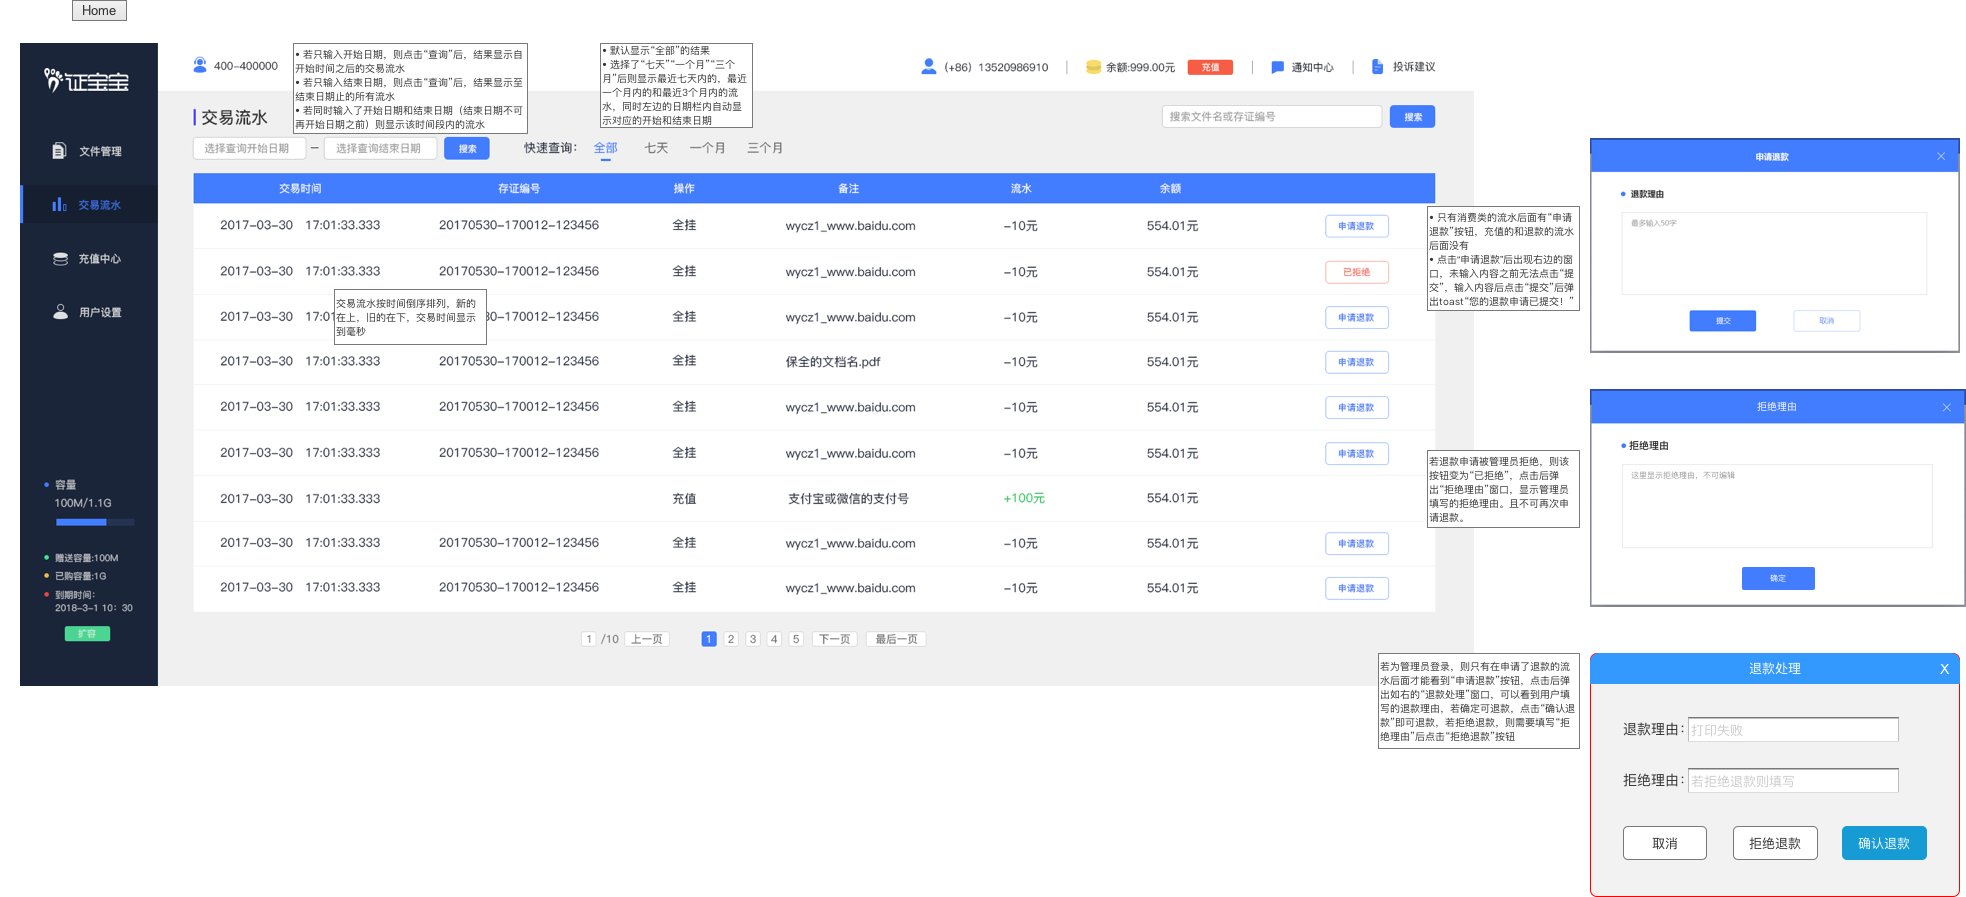 Home
证宝宝
文件管理
交易流水
充值中心
用户设置
容量
100M/1.1G
赠送容量:100M
已购容量:1G
到期时间:
2018-3-1 10：30
扩容
400-400000
• 若只输入开始日期，则点击“查询”后，结果显示自
开始时间之后的交易流水
• 若只输入结束日期，则点击“查询”后，结果显示至
结束日期止的所有流水
• 若同时输入了开始日期和结束日期（结束日期不可
再开始日期之前）则显示该时间段内的流水
• 默认显示“全部”的结果
• 选择了“七天”“一个月”“三个
月”后则显示最近七天内的，最近
一个月内的和最近3个月内的流
水，同时左边的日期栏内自动显
示对应的开始和结束日期
(+86) 13520986910
余额:999.00元
充值
通知中心
投诉建议
交易流水
搜索文件名或存证编号
搜索
选择查询开始日期 – 选择查询结束日期 搜索 快速查询： 全部 七天 一个月 三个月
交易时间 存证编号 操作 备注 流水 余额
2017-03-30 17:01:33.333 20170530-170012-123456 全挂 wycz1_www.baidu.com -10元 554.01元 申请退款
2017-03-30 17:01:33.333 20170530-170012-123456 全挂 wycz1_www.baidu.com -10元 554.01元 已拒绝
2017-03-30 17:01 30-170012-123456 全挂 wycz1_www.baidu.com -10元 554.01元 申请退款
交易流水按时间倒序排列，新的
在上，旧的在下，交易时间显示
到毫秒
2017-03-30 17:01:33.333 20170530-170012-123456 全挂 保全的文档名.pdf -10元 554.01元 申请退款
2017-03-30 17:01:33.333 20170530-170012-123456 全挂 wycz1_www.baidu.com -10元 554.01元 申请退款
2017-03-30 17:01:33.333 20170530-170012-123456 全挂 wycz1_www.baidu.com -10元 554.01元 申请退款
2017-03-30 17:01:33.333 充值 支付宝或微信的支付号 +100元 554.01元
2017-03-30 17:01:33.333 20170530-170012-123456 全挂 wycz1_www.baidu.com -10元 554.01元 申请退款
2017-03-30 17:01:33.333 20170530-170012-123456 全挂 wycz1_www.baidu.com -10元 554.01元 申请退款
1 /10 上一页 1 2 3 4 5 下一页 最后一页
• 只有消费类的流水后面有“申请
退款”按钮，充值的和退款的流水
后面没有
• 点击“申请退款”后出现右边的窗
口，未输入内容之前无法点击“提
交”，输入内容后点击“提交”后弹
出toast“您的退款申请已提交！”
若退款申请被管理员拒绝，则该
按钮变为“已拒绝”，点击后弹
出“拒绝理由”窗口，显示管理员
填写的拒绝理由。且不可再次申
请退款。
若为管理员登录，则只有在申请了退款的流
水后面才能看到“申请退款”按钮，点击后弹
出如右的“退款处理”窗口，可以看到用户填
写的退款理由，若确定可退款，点击“确认退
款”即可退款，若拒绝退款，则需要填写“拒
绝理由”后点击“拒绝退款”按钮
申请退款
退款理由
最多输入50字
提交 取消
拒绝理由
拒绝理由
这里显示拒绝理由，不可编辑
确定
退款处理 X
退款理由： 打印失败
拒绝理由： 若拒绝退款则填写
取消 拒绝退款 确认退款